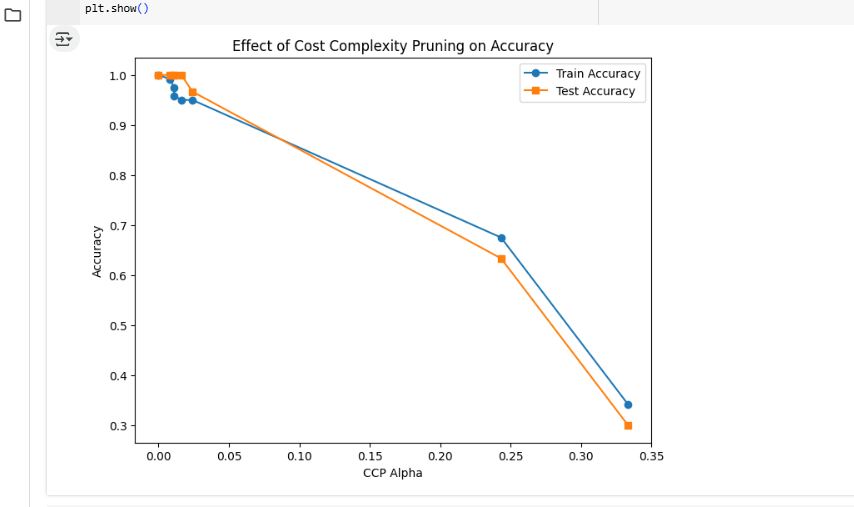 plt.show()
Effect of Cost Complexity Pruning on Accuracy
Train Accuracy
Test Accuracy
1.0
0.9
0.8
0.7
0.6
0.5
0.4
0.3
Accuracy
0.00 0.05 0.10 0.15 0.20 0.25 0.30 0.35
CCP Alpha